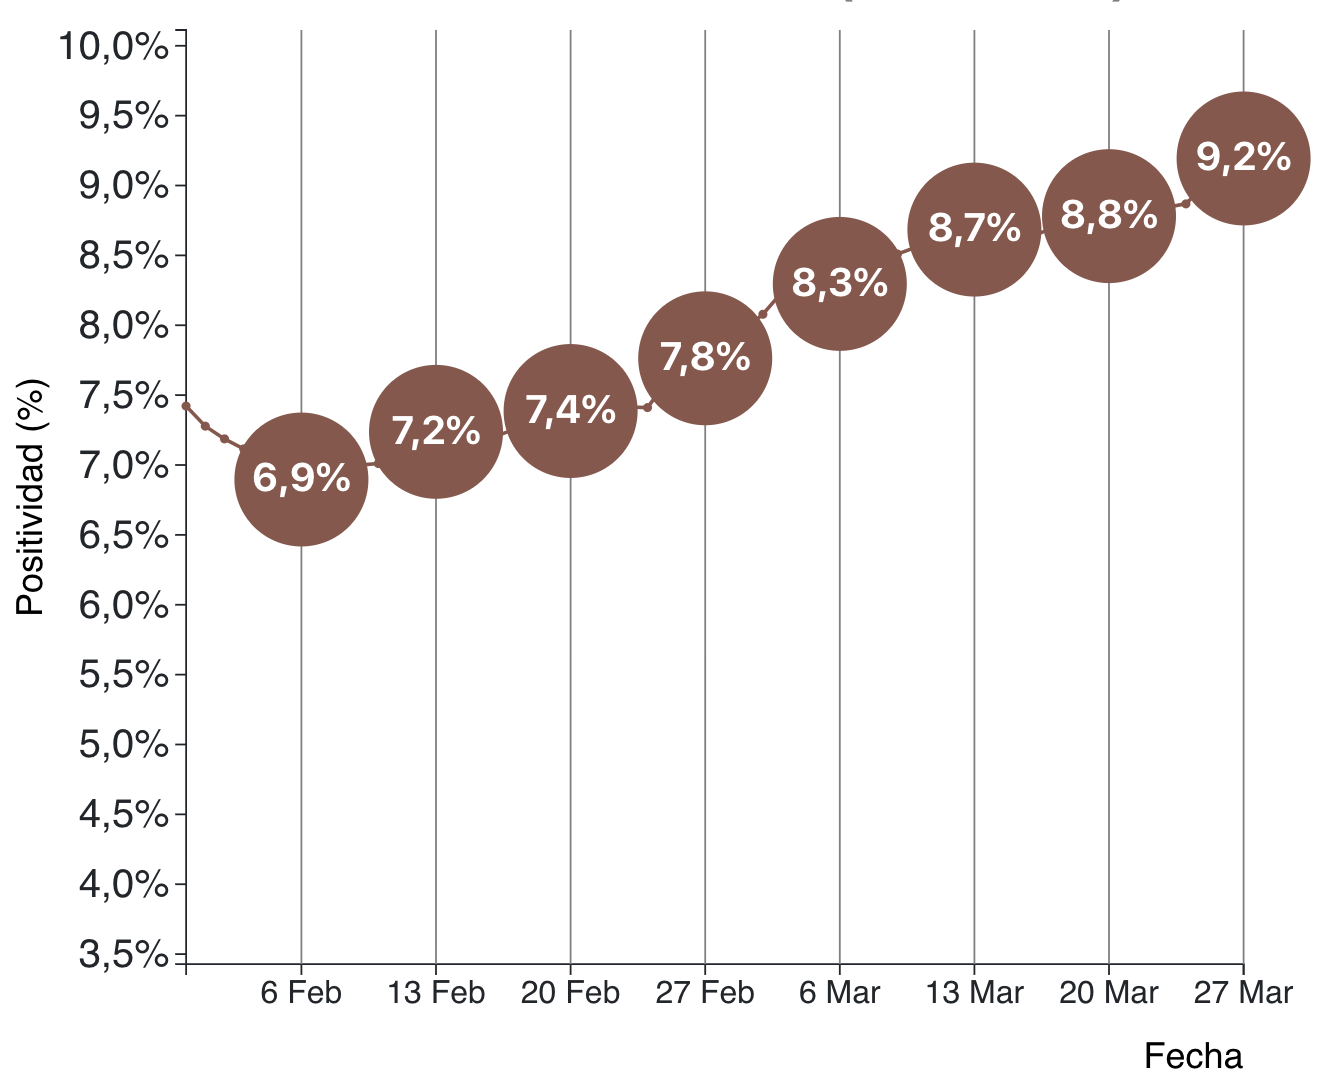 10,0%
9,5%
9,0%
8,5%
8,0%
7,5%
7,0%
6,5%
6,0%
5,5%
5,0%
4,5%
4,0%
3,5%
Positividad (%)
6,9%
7,2%
7,4%
7,8%
8,3%
8,7%
8,8%
9,2%
6 Feb
13 Feb
20 Feb
27 Feb
6 Mar
13 Mar
20 Mar
27 Mar
Fecha